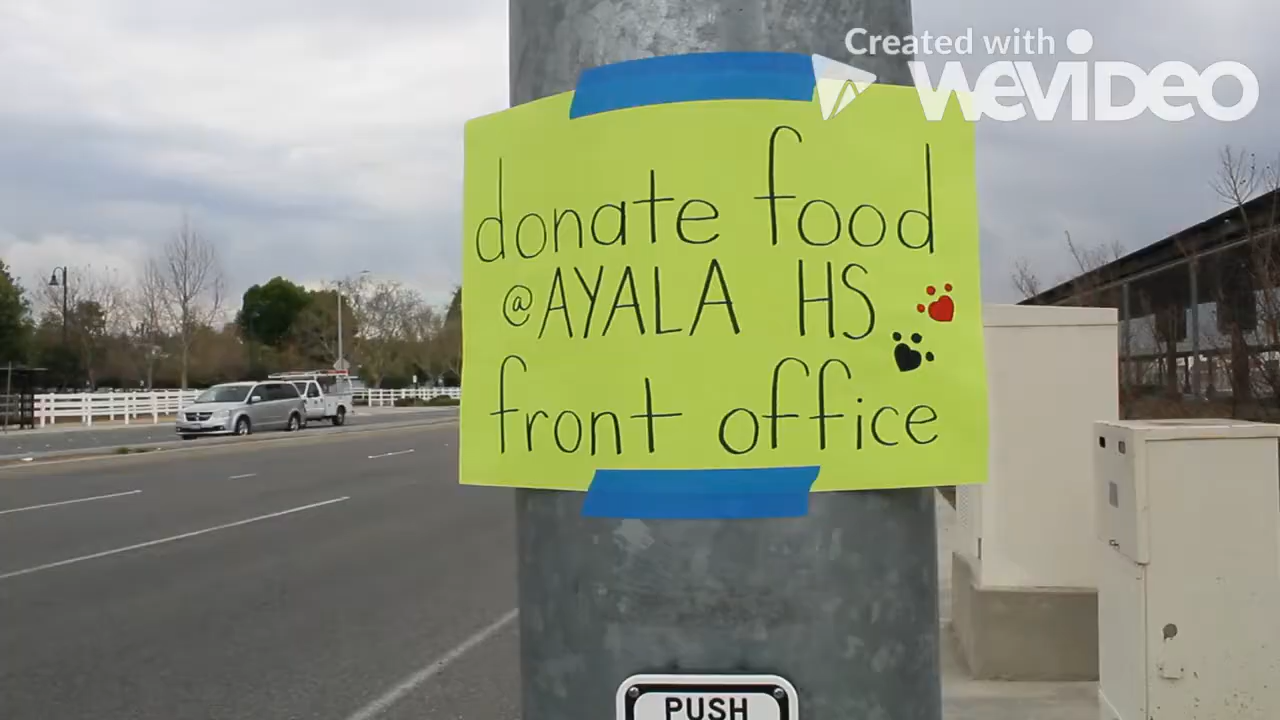 Created with
WEVIDEO
donate food
@AYALA HS
front office
PUSH